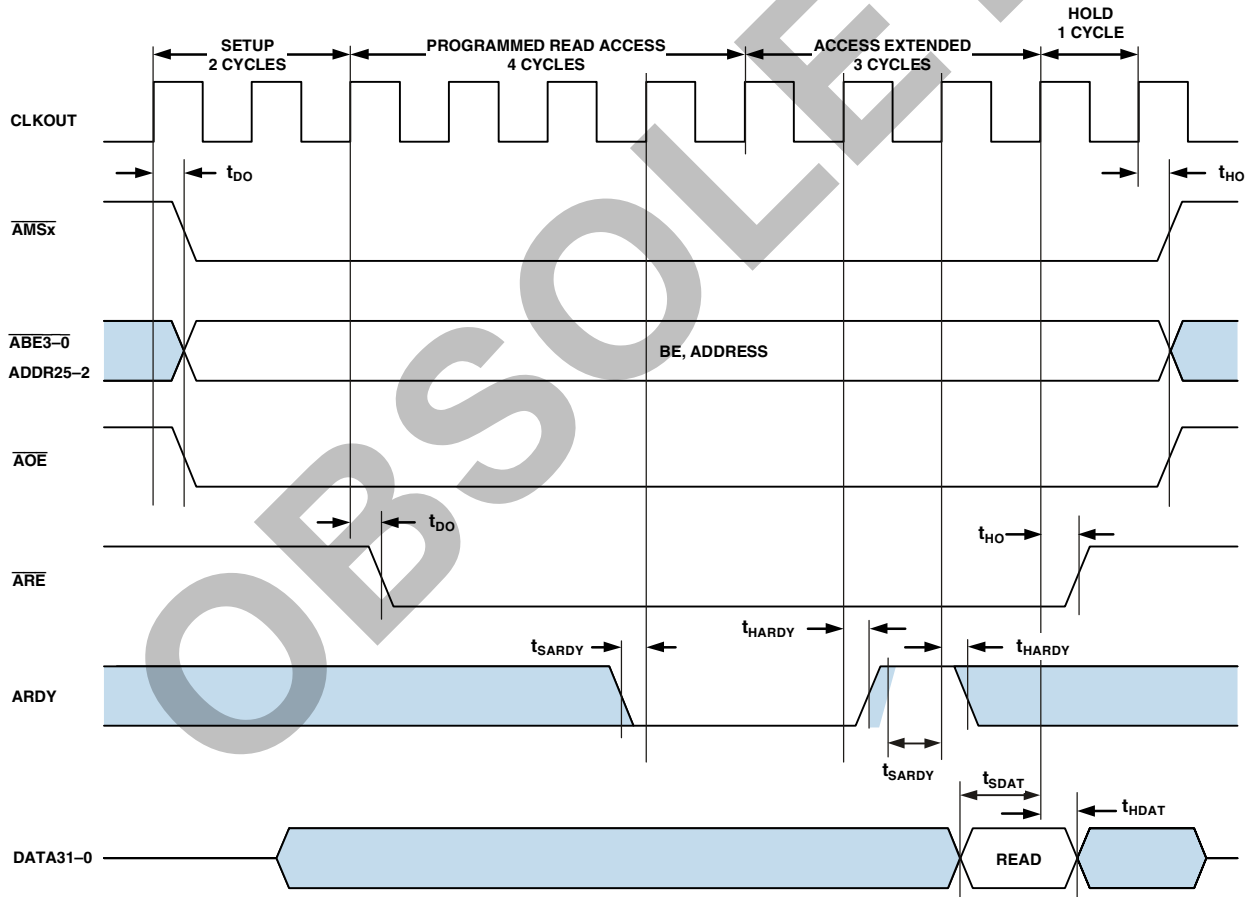 HOLD
1 CYCLE
SETUP
2 CYCLES
PROGRAMMED READ ACCESS
4 CYCLES
ACCESS EXTENDED
3 CYCLES
CLKOUT
tDO
tHO
AMSx
ABE3–0
ADDR25–2
BE, ADDRESS
AOE
tDO
tHO
ARE
tSARDY
tHARDY
tHARDY
ARDY
tSARDY
tSDAT
tHDAT
DATA31–0
READ